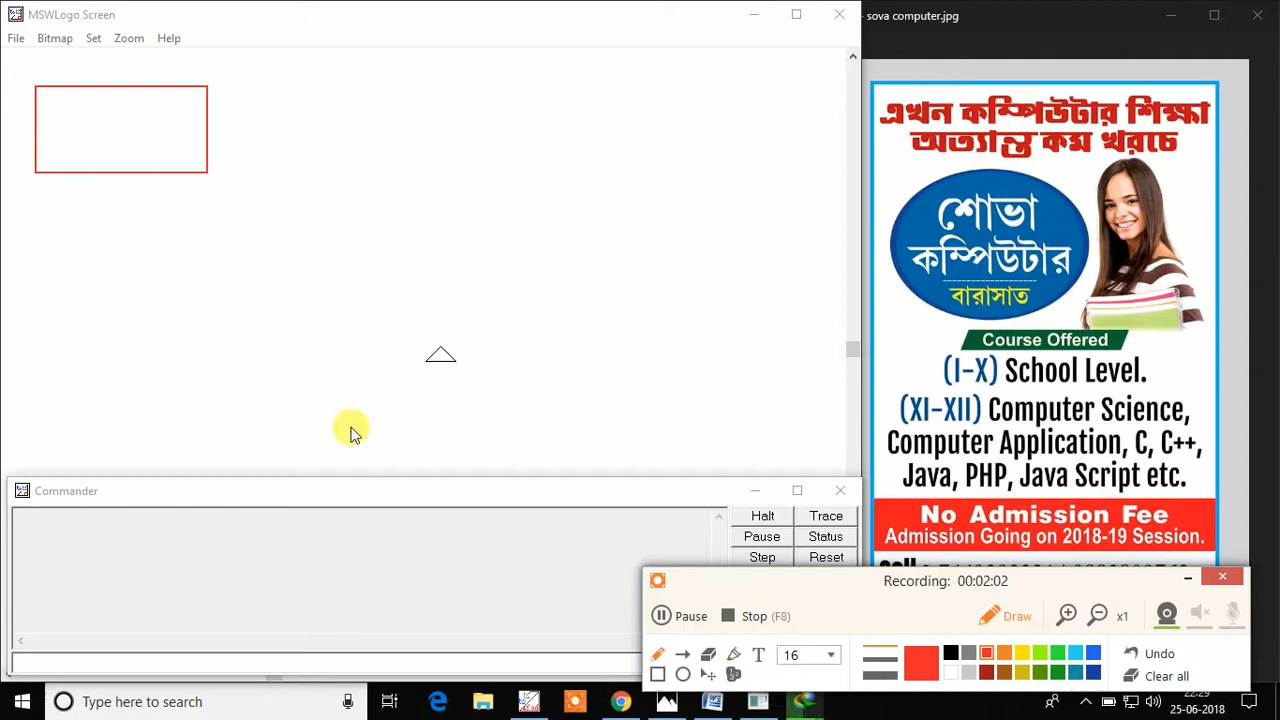 MSWLogo Screen
File Bitmap Set Zoom Help
sova computer.jpg
এখন কম্পিউটার শিক্ষা
অত্যান্ত কম খরচে
শোভা
কম্পিউটার
বারাসাত
Course Offered
(I-X) School Level.
(XI-XII) Computer Science,
Computer Application, C, C++,
Java, PHP, Java Script etc.
No Admission Fee
Admission Going on 2018-19 Session.
Commander
Halt Trace
Pause Status
Step Reset
Recording: 00:02:02
Pause Stop (F8) Draw x1
T 16 Undo
Clear all
Type here to search
22:29
25-06-2018